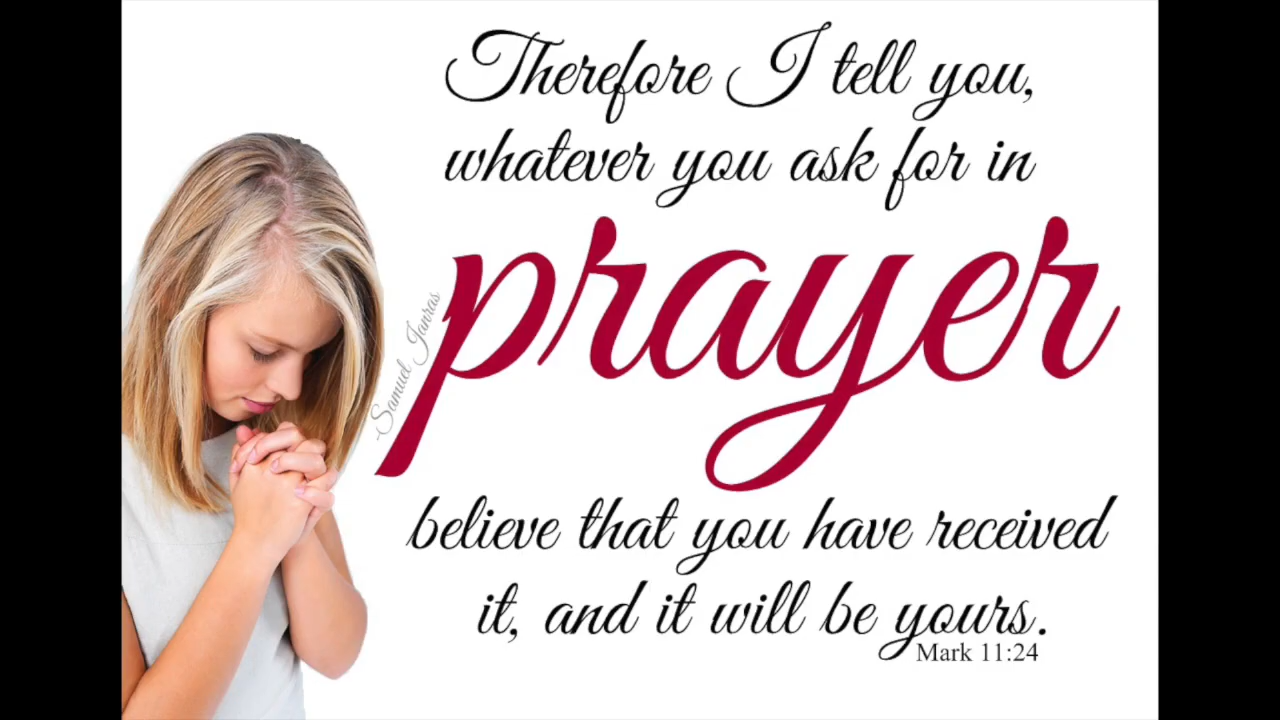 Therefore I tell you,
whatever you ask for in
prayer
-Samuel Janras
believe that you have received
it, and it will be yours.
Mark 11:24